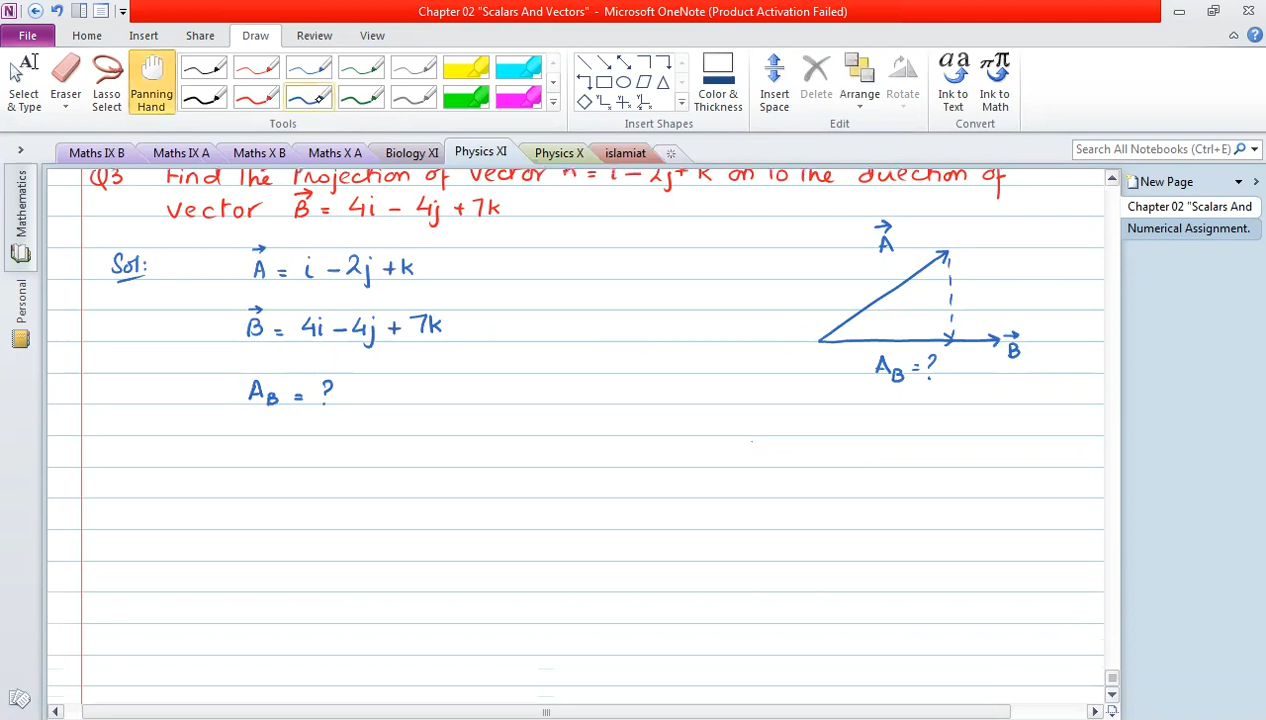 Chapter 02 "Scalars And Vectors" - Microsoft OneNote (Product Activation Failed)
File Home Insert Share Draw Review View
Select & Type Eraser Lasso Select Panning Hand Color & Thickness Insert Space Delete Arrange Rotate Ink to Text Ink to Math
Tools Insert Shapes Edit Convert
Maths IX B Maths IX A Maths X B Maths X A Biology XI Physics XI Physics X islamiat Search All Notebooks (Ctrl+E)
Mathematics
Personal
New Page
Chapter 02 "Scalars And
Numerical Assignment.
Q3 Find The Projection of Vector = i - 2j + k on to the direction of
vector B = 4i - 4j + 7k
Sol: A = i - 2j + k
B = 4i - 4j + 7k
A_B = ?
A
B
A_B = ?